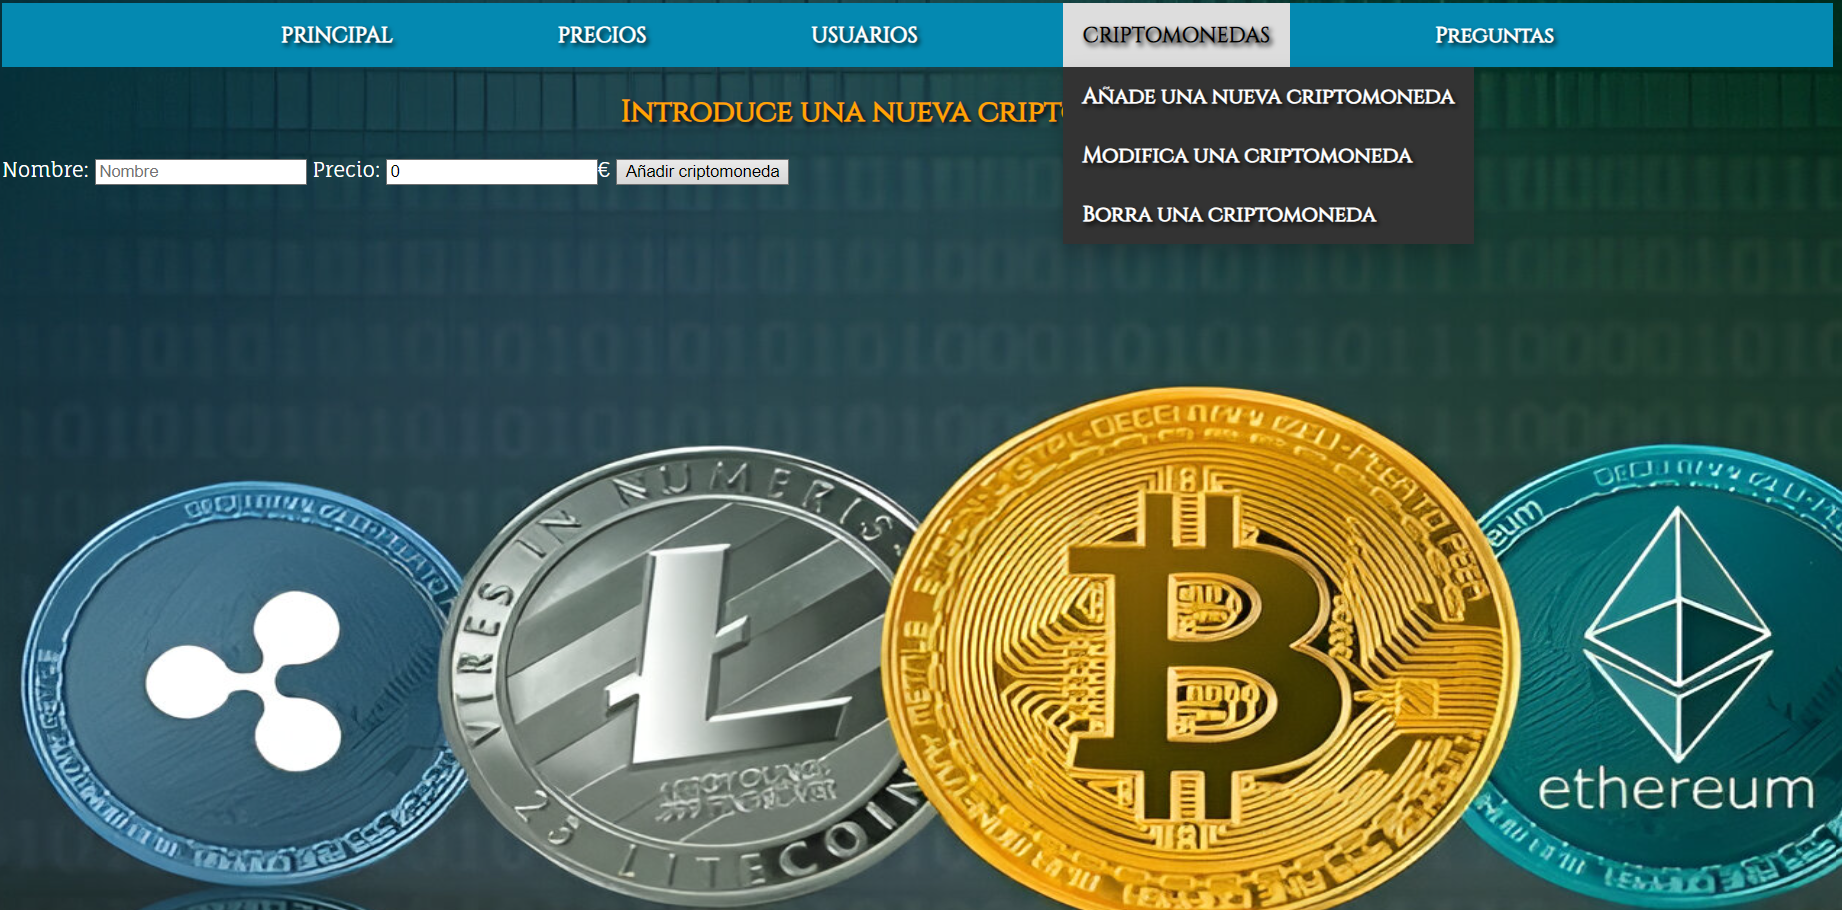 PRINCIPAL PRECIOS USUARIOS CRIPTOMONEDAS PREGUNTAS
INTRODUCE UNA NUEVA CRIPT
AÑADE UNA NUEVA CRIPTOMONEDA
MODIFICA UNA CRIPTOMONEDA
BORRA UNA CRIPTOMONEDA
Nombre: Nombre Precio: 0 € Añadir criptomoneda
VIRES IN NUMERIS
25 LITECOIN
ethereum